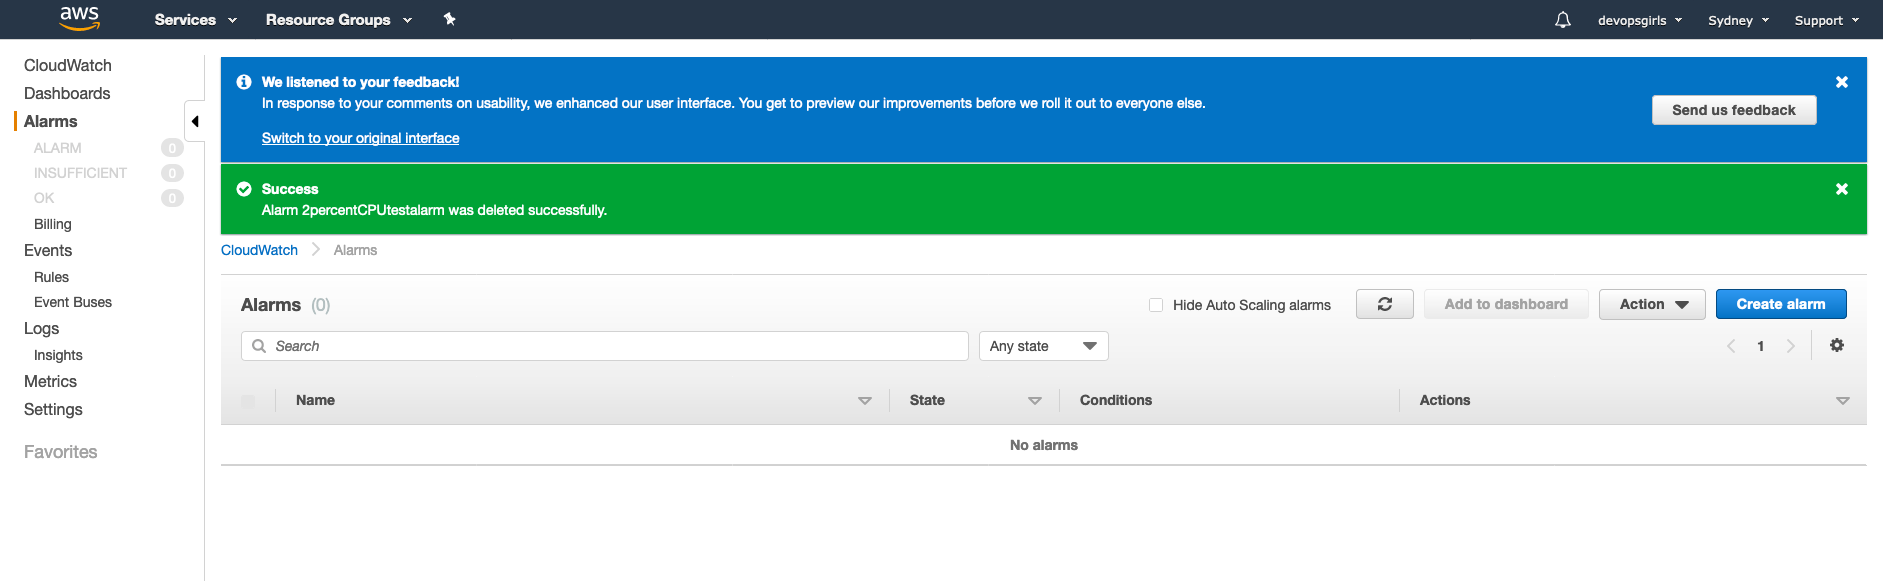 aws Services Resource Groups devopsgirls Sydney Support
CloudWatch
Dashboards
Alarms
ALARM 0
INSUFFICIENT 0
OK 0
Billing
Events
Rules
Event Buses
Logs
Insights
Metrics
Settings
Favorites
We listened to your feedback!
In response to your comments on usability, we enhanced our user interface. You get to preview our improvements before we roll it out to everyone else.
Switch to your original interface
Send us feedback
Success
Alarm 2percentCPUtestalarm was deleted successfully.
CloudWatch Alarms
Alarms (0) Hide Auto Scaling alarms Add to dashboard Action Create alarm
Search Any state 1
Name State Conditions Actions
No alarms